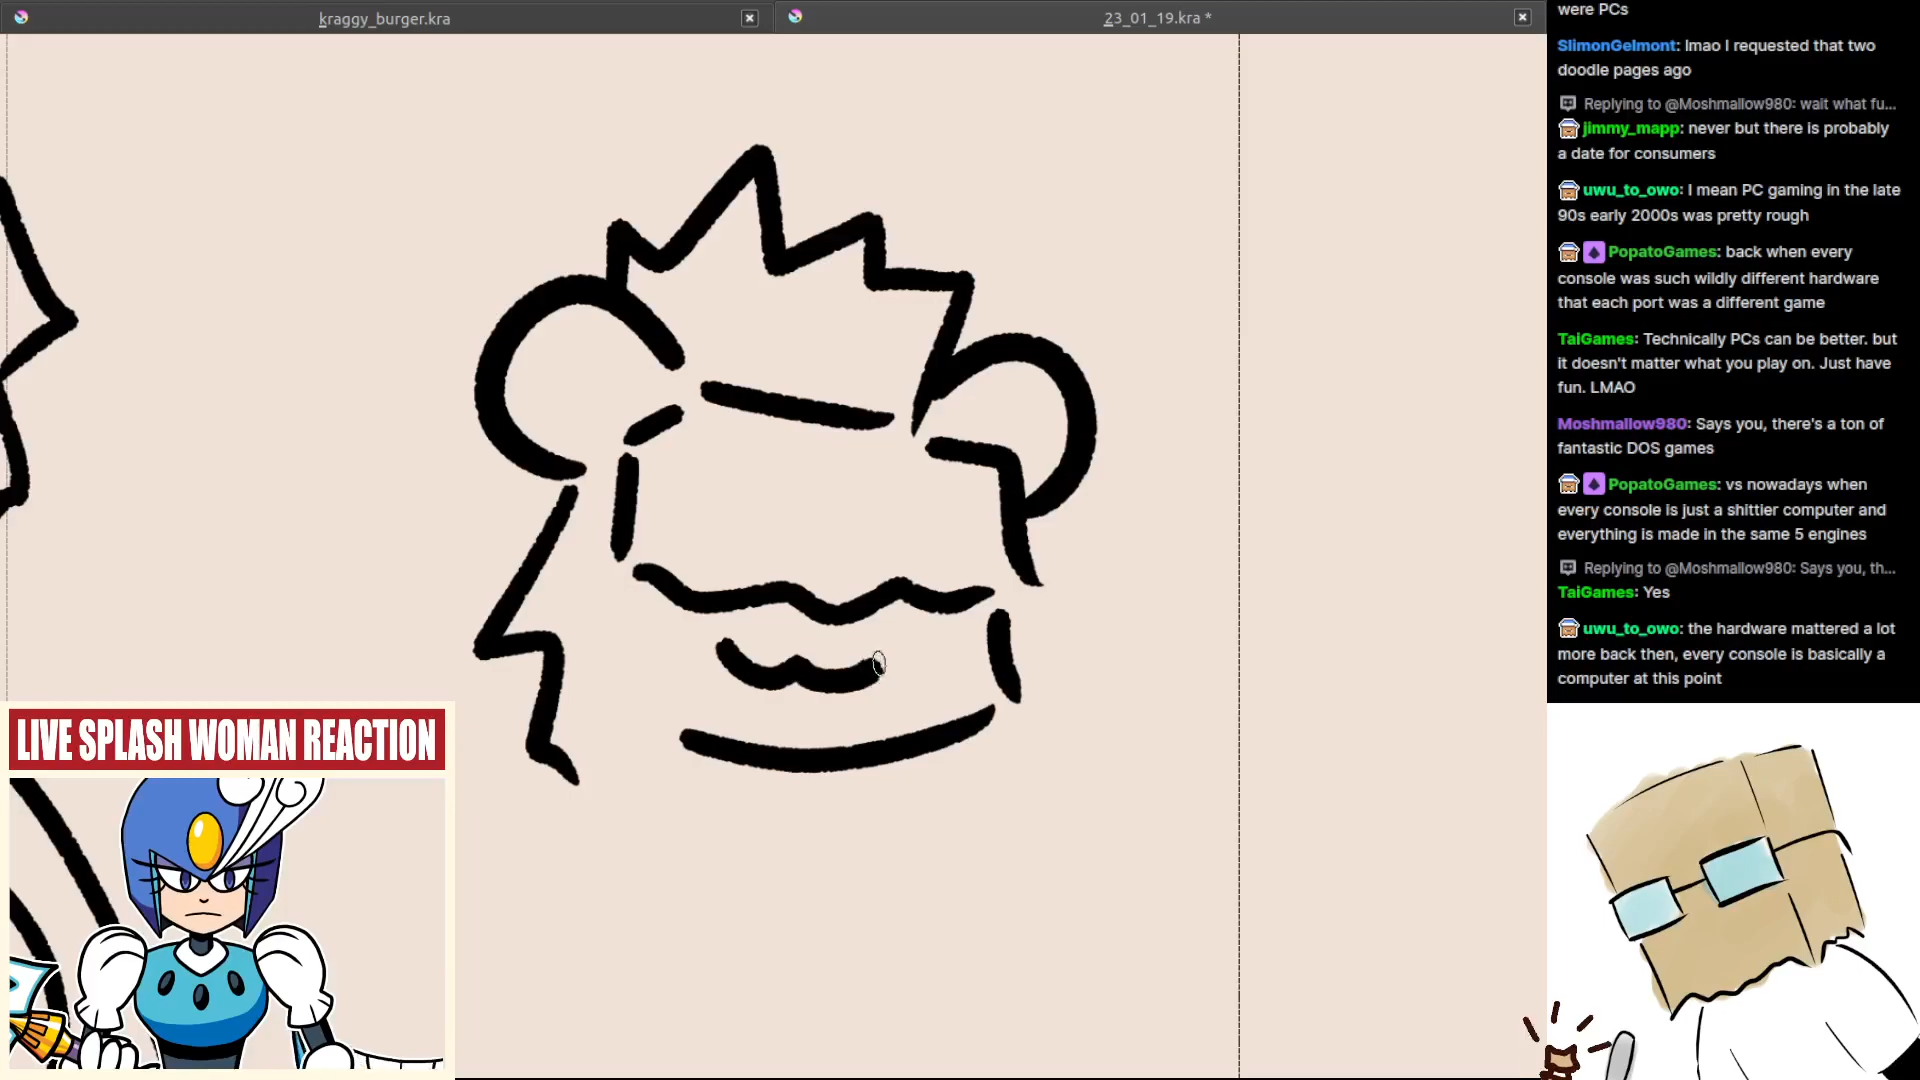 kraggy_burger.kra
23_01_19.kra *
were PCs
SlimonGelmont: lmao I requested that two
doodle pages ago
Replying to @Moshmallow980: wait what fu...
jimmy_mapp: never but there is probably
a date for consumers
uwu_to_owo: I mean PC gaming in the late
90s early 2000s was pretty rough
PopatoGames: back when every
console was such wildly different hardware
that each port was a different game
TaiGames: Technically PCs can be better. but
it doesn't matter what you play on. Just have
fun. LMAO
Moshmallow980: Says you, there's a ton of
fantastic DOS games
PopatoGames: vs nowadays when
every console is just a shittier computer and
everything is made in the same 5 engines
Replying to @Moshmallow980: Says you, th...
TaiGames: Yes
uwu_to_owo: the hardware mattered a lot
more back then, every console is basically a
computer at this point
LIVE SPLASH WOMAN REACTION